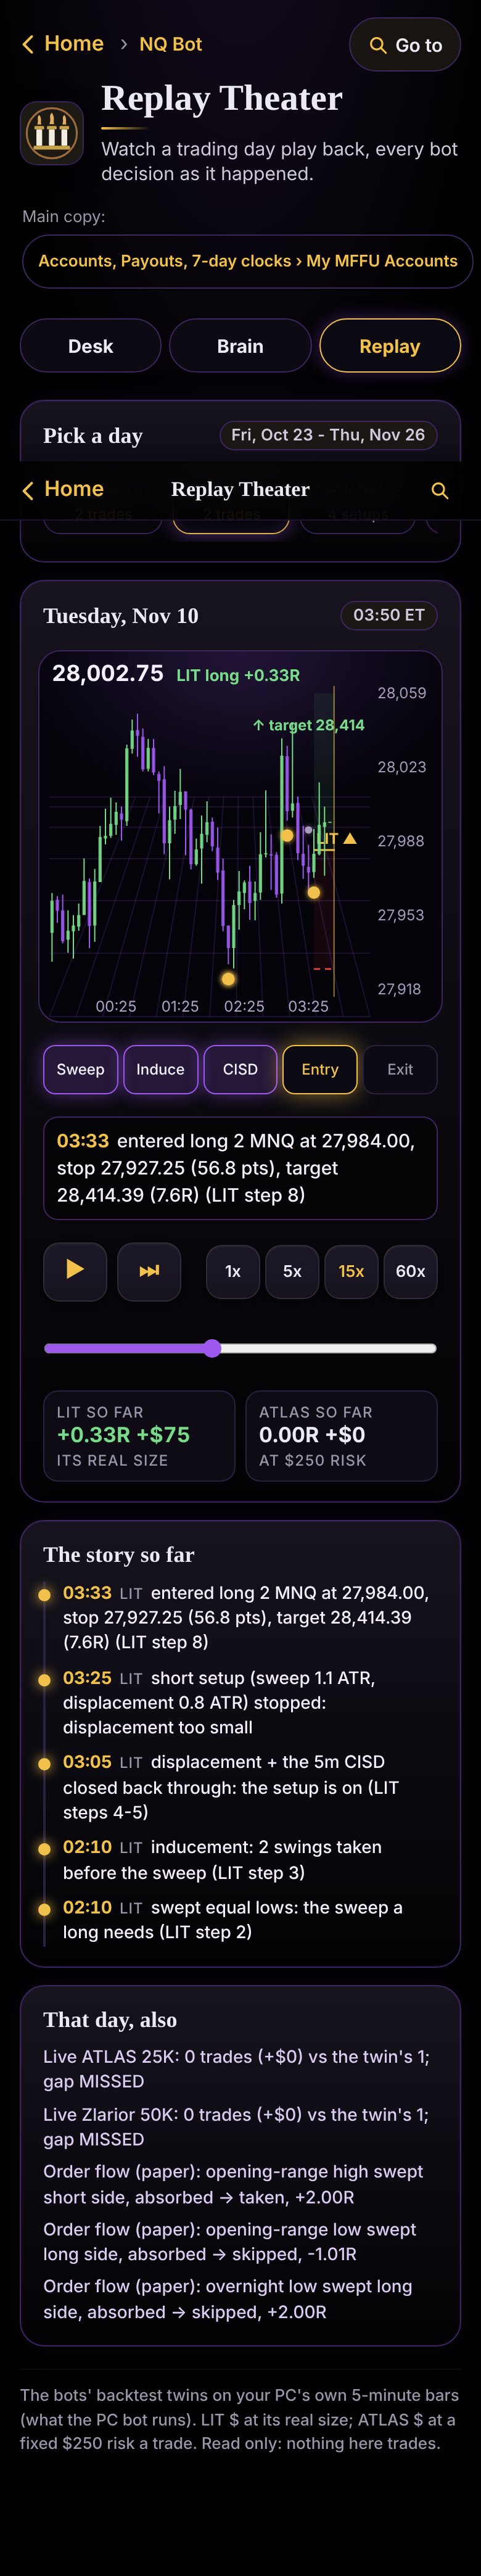 Home › NQ Bot
Go to
Replay Theater
Watch a trading day play back, every bot
decision as it happened.
Main copy:
Accounts, Payouts, 7-day clocks › My MFFU Accounts
Desk
Brain
Replay
Pick a day
Fri, Oct 23 - Thu, Nov 26
Home
Replay Theater
2 trades
2 trades
4 setups
Tuesday, Nov 10
03:50 ET
28,002.75 LIT long +0.33R
28,059
↑ target 28,414
28,023
LIT ▲
27,988
27,953
27,918
00:25 01:25 02:25 03:25
Sweep
Induce
CISD
Entry
Exit
03:33 entered long 2 MNQ at 27,984.00,
stop 27,927.25 (56.8 pts), target
28,414.39 (7.6R) (LIT step 8)
1x
5x
15x
60x
LIT SO FAR
+0.33R +$75
ITS REAL SIZE
ATLAS SO FAR
0.00R +$0
AT $250 RISK
The story so far
03:33 LIT entered long 2 MNQ at 27,984.00,
stop 27,927.25 (56.8 pts), target 28,414.39
(7.6R) (LIT step 8)
03:25 LIT short setup (sweep 1.1 ATR,
displacement 0.8 ATR) stopped:
displacement too small
03:05 LIT displacement + the 5m CISD
closed back through: the setup is on (LIT
steps 4-5)
02:10 LIT inducement: 2 swings taken
before the sweep (LIT step 3)
02:10 LIT swept equal lows: the sweep a
long needs (LIT step 2)
That day, also
Live ATLAS 25K: 0 trades (+$0) vs the twin's 1;
gap MISSED
Live Zlarior 50K: 0 trades (+$0) vs the twin's 1;
gap MISSED
Order flow (paper): opening-range high swept
short side, absorbed → taken, +2.00R
Order flow (paper): opening-range low swept
long side, absorbed → skipped, -1.01R
Order flow (paper): overnight low swept long
side, absorbed → skipped, +2.00R
The bots' backtest twins on your PC's own 5-minute bars
(what the PC bot runs). LIT $ at its real size; ATLAS $ at a
fixed $250 risk a trade. Read only: nothing here trades.